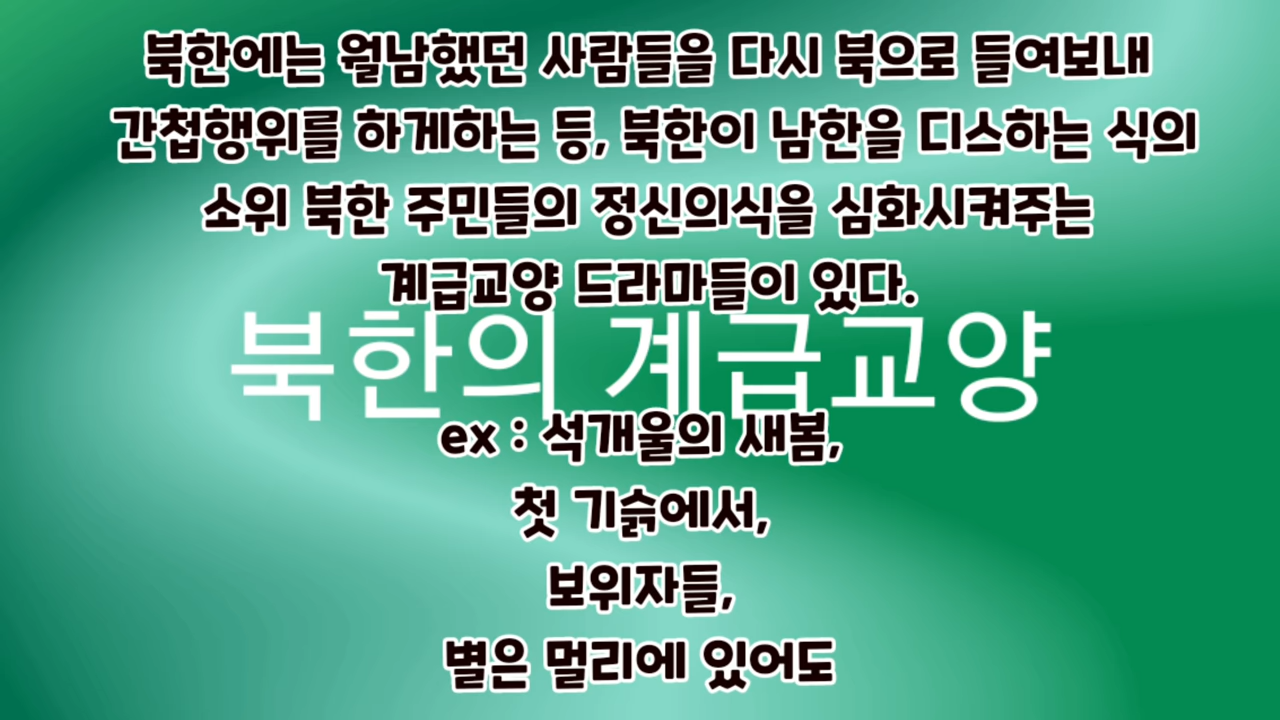 북한에는 월남했던 사람들을 다시 북으로 들여보내
간첩행위를 하게하는 등, 북한이 남한을 디스하는 식의
소위 북한 주민들의 정신의식을 심화시켜주는
계급교양 드라마들이 있다.
북한의 계급교양
ex : 석개울의 새봄,
첫 기슭에서,
보위자들,
별은 멀리에 있어도